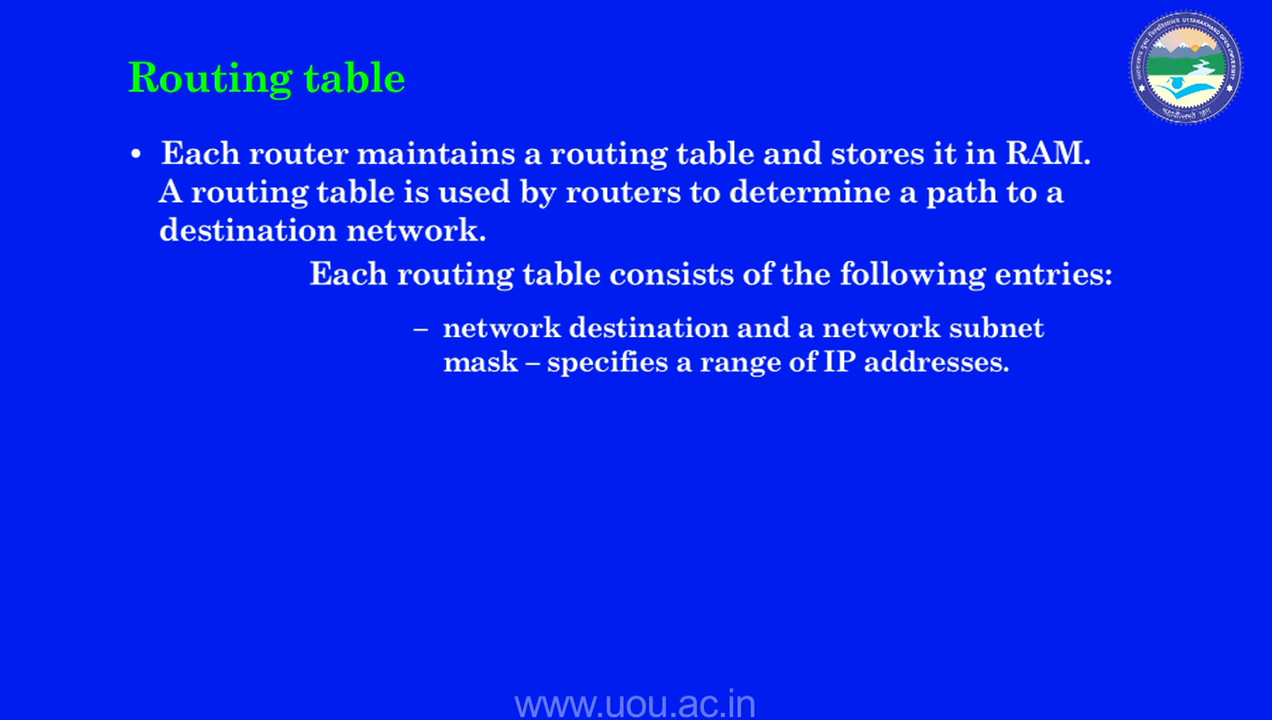 Routing table
• Each router maintains a routing table and stores it in RAM.
A routing table is used by routers to determine a path to a
destination network.
Each routing table consists of the following entries:
– network destination and a network subnet
mask – specifies a range of IP addresses.
www.uou.ac.in